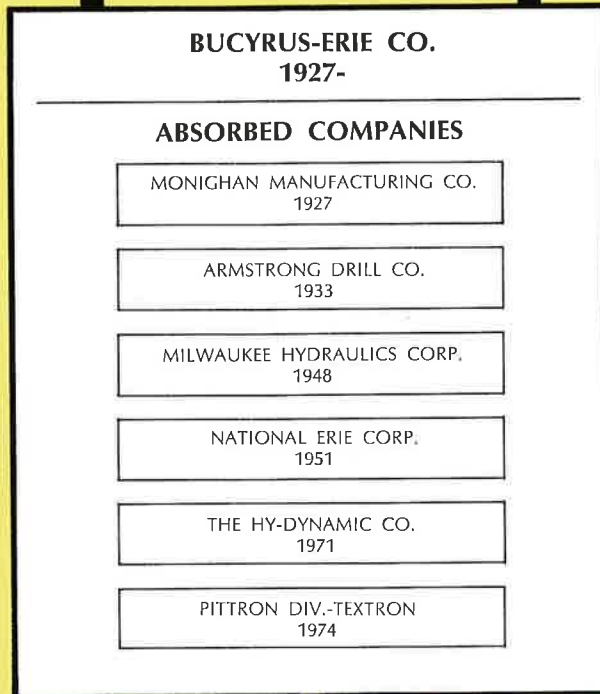 BUCYRUS-ERIE CO.
1927-
ABSORBED COMPANIES
MONIGHAN MANUFACTURING CO.
1927
ARMSTRONG DRILL CO.
1933
MILWAUKEE HYDRAULICS CORP.
1948
NATIONAL ERIE CORP.
1951
THE HY-DYNAMIC CO.
1971
PITTRON DIV.-TEXTRON
1974